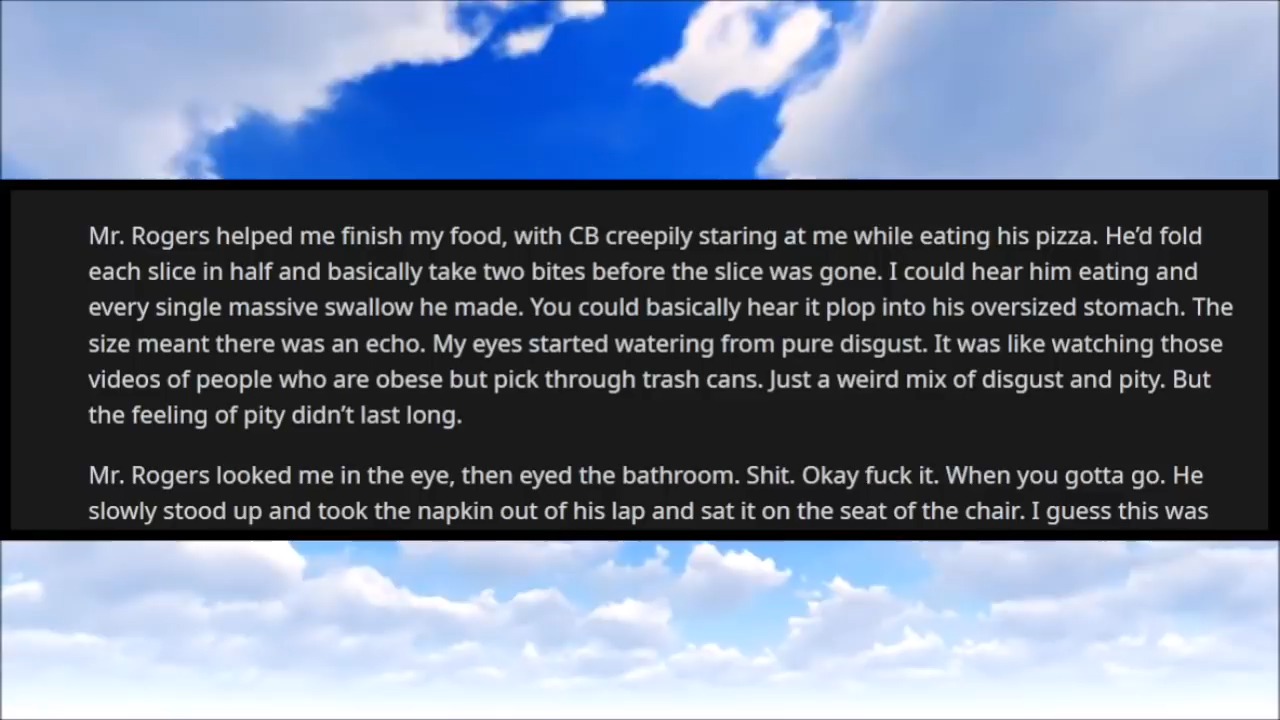 Mr. Rogers helped me finish my food, with CB creepily staring at me while eating his pizza. He’d fold
each slice in half and basically take two bites before the slice was gone. I could hear him eating and
every single massive swallow he made. You could basically hear it plop into his oversized stomach. The
size meant there was an echo. My eyes started watering from pure disgust. It was like watching those
videos of people who are obese but pick through trash cans. Just a weird mix of disgust and pity. But
the feeling of pity didn’t last long.
Mr. Rogers looked me in the eye, then eyed the bathroom. Shit. Okay fuck it. When you gotta go. He
slowly stood up and took the napkin out of his lap and sat it on the seat of the chair. I guess this was